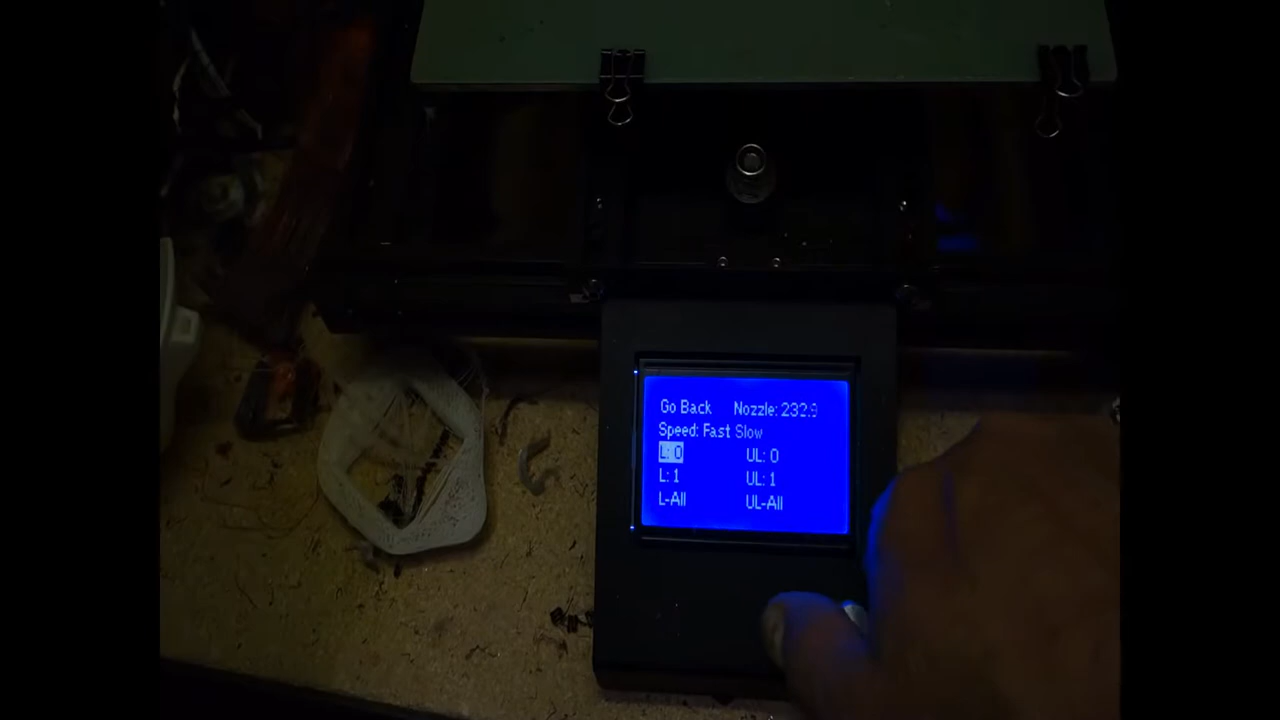 Go Back Nozzle: 232.9
Speed: Fast Slow
L: 0 UL: 0
L: 1 UL: 1
L-All UL-All